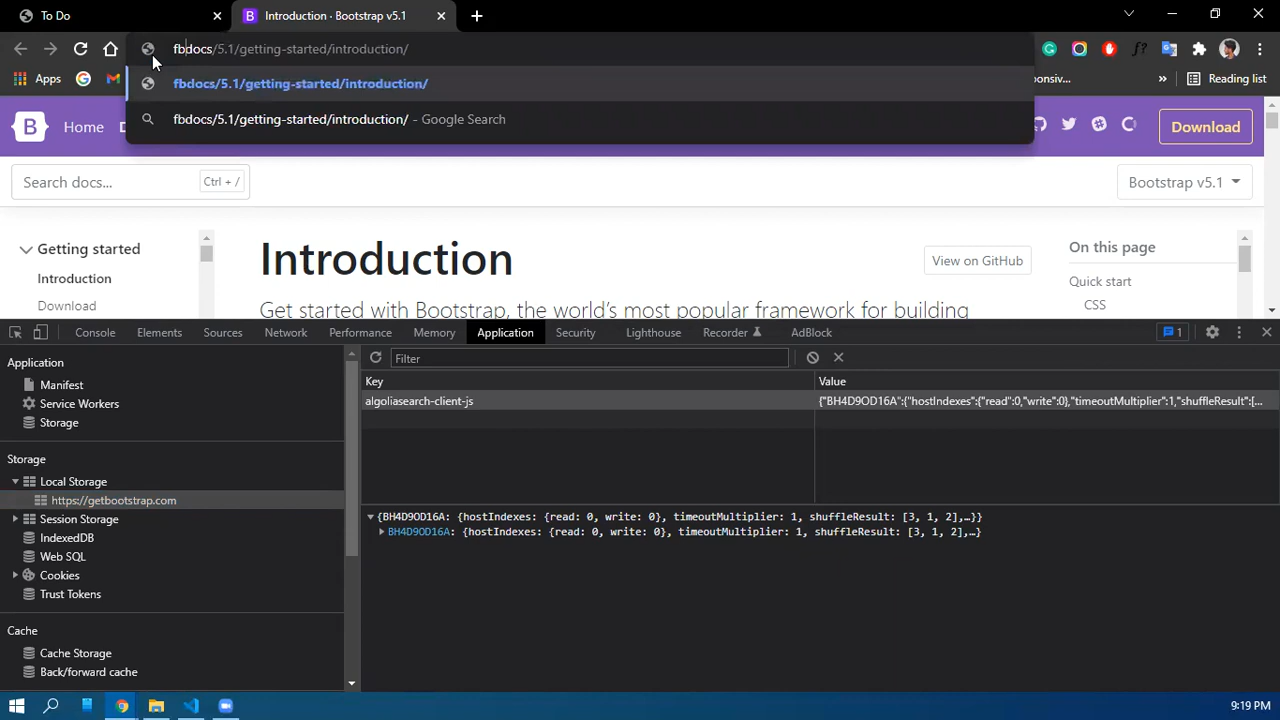 To Do
Introduction · Bootstrap v5.1
fbdocs/5.1/getting-started/introduction/
Apps
fbdocs/5.1/getting-started/introduction/
Reading list
fbdocs/5.1/getting-started/introduction/ - Google Search
B
Home
Download
Search docs...
Ctrl + /
Bootstrap v5.1
Getting started
Introduction
View on GitHub
On this page
Introduction
Quick start
Download
Get started with Bootstrap, the world's most popular framework for building
CSS
Console
Elements
Sources
Network
Performance
Memory
Application
Security
Lighthouse
Recorder
AdBlock
1
Application
Filter
Manifest
Key
Value
Service Workers
algoliasearch-client-js
{"BH4D9OD16A":{"hostIndexes":{"read":0,"write":0},"timeoutMultiplier":1,"shuffleResult":[...
Storage
Storage
Local Storage
https://getbootstrap.com
Session Storage
{BH4D9OD16A: {hostIndexes: {read: 0, write: 0}, timeoutMultiplier: 1, shuffleResult: [3, 1, 2],…}}
IndexedDB
BH4D9OD16A: {hostIndexes: {read: 0, write: 0}, timeoutMultiplier: 1, shuffleResult: [3, 1, 2],…}
Web SQL
Cookies
Trust Tokens
Cache
Cache Storage
Back/forward cache
9:19 PM